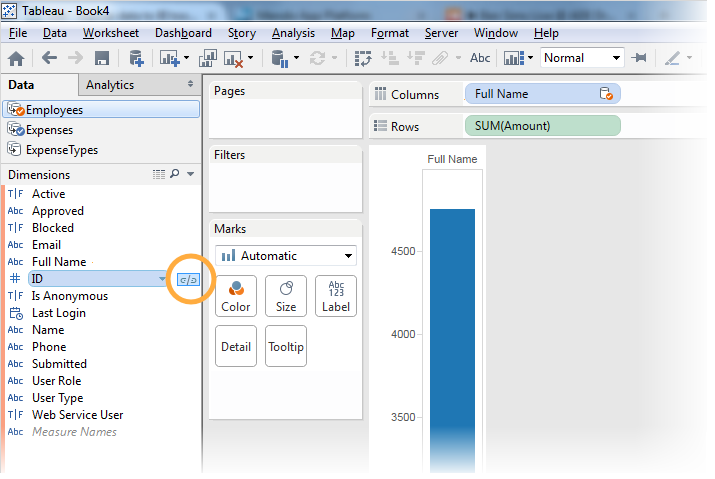 Tableau - Book4
File Data Worksheet Dashboard Story Analysis Map Format Server Window Help
Abc Normal
Data Analytics
Employees
Expenses
ExpenseTypes
Dimensions
T|F Active
Abc Approved
T|F Blocked
Abc Email
Abc Full Name
# ID
T|F Is Anonymous
Last Login
Abc Name
Abc Phone
Abc Submitted
Abc User Role
Abc User Type
T|F Web Service User
Abc Measure Names
Pages
Filters
Marks
Automatic
Color Size Abc 123 Label
Detail Tooltip
Columns Full Name
Rows SUM(Amount)
Full Name
4500
4000
3500